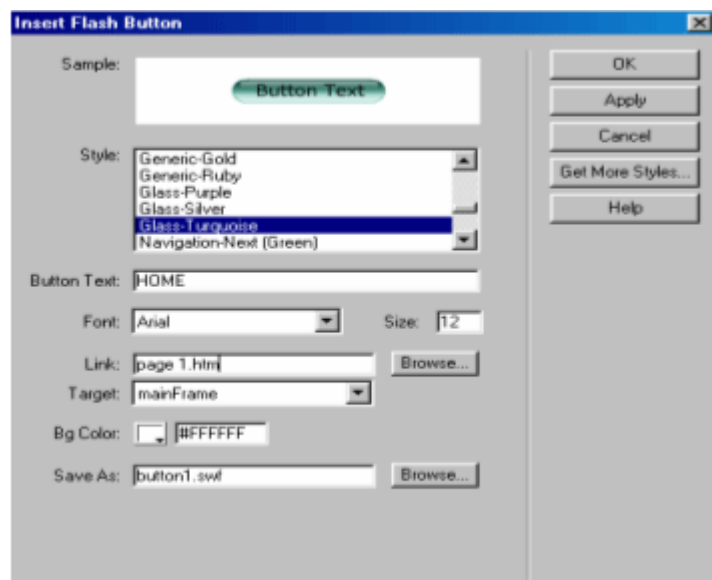 Insert Flash Button
Sample:
Button Text
OK
Apply
Cancel
Get More Styles...
Help
Style:
Generic-Gold
Generic-Ruby
Glass-Purple
Glass-Silver
Glass-Turquoise
Navigation-Next (Green)
Button Text: HOME
Font: Arial Size: 12
Link: page 1.htm Browse...
Target: mainFrame
Bg Color: #FFFFFF
Save As: button1.swf Browse...